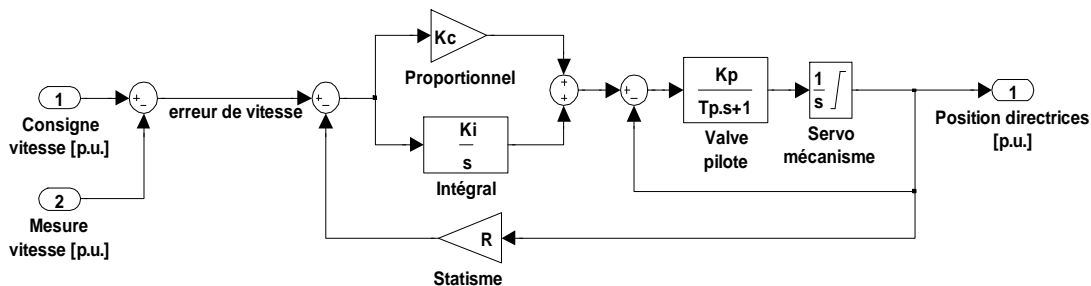 1
Consigne
vitesse [p.u.]
2
Mesure
vitesse [p.u.]
+
−
erreur de vitesse
+
−
Kc
Proportionnel
Ki
s
Intégral
+
+
+
−
Kp
Tp.s+1
Valve
pilote
1
s
Servo
mécanisme
1
Position directrices
[p.u.]
R
Statisme